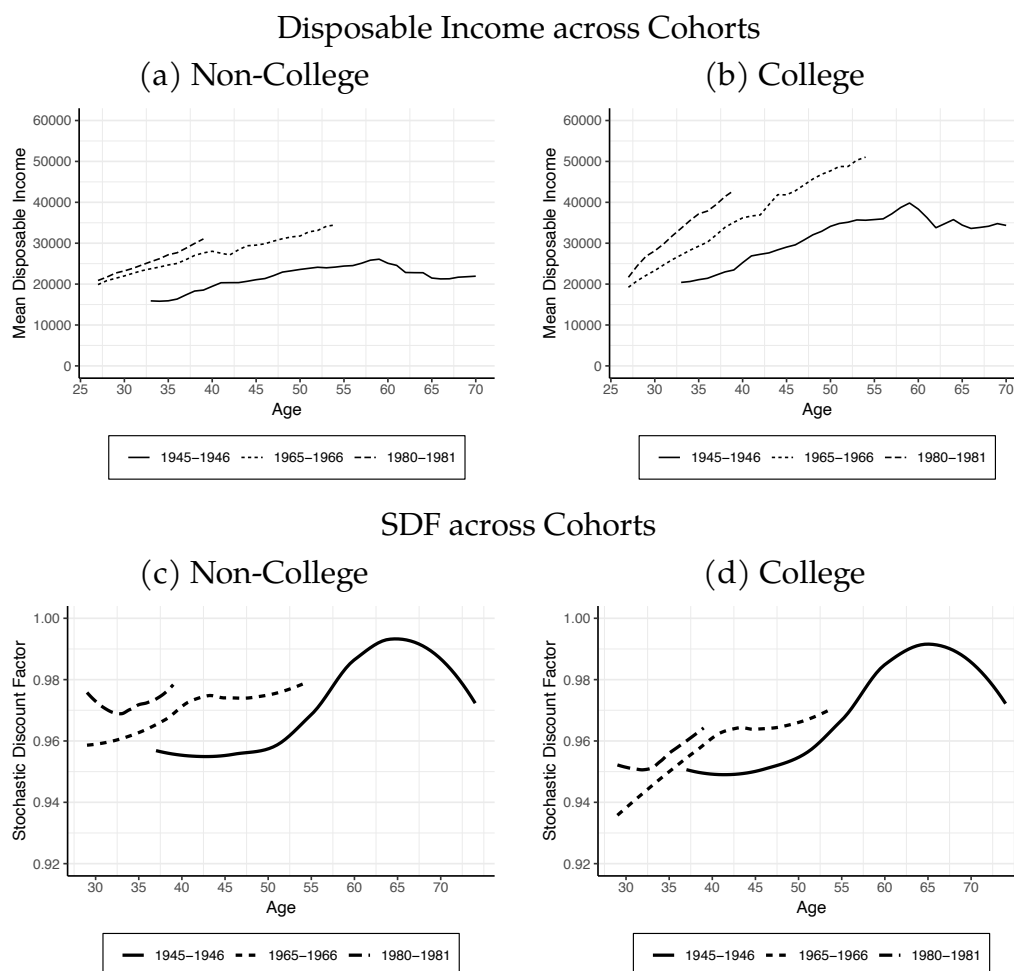 Disposable Income across Cohorts
(a) Non-College
(b) College
Mean Disposable Income
60000
50000
40000
30000
20000
10000
0
25 30 35 40 45 50 55 60 65 70
Age
1945−1946 1965−1966 1980−1981
Mean Disposable Income
60000
50000
40000
30000
20000
10000
0
25 30 35 40 45 50 55 60 65 70
Age
1945−1946 1965−1966 1980−1981
SDF across Cohorts
(c) Non-College
(d) College
Stochastic Discount Factor
1.00
0.98
0.96
0.94
0.92
30 35 40 45 50 55 60 65 70
Age
1945−1946 1965−1966 1980−1981
Stochastic Discount Factor
1.00
0.98
0.96
0.94
0.92
30 35 40 45 50 55 60 65 70
Age
1945−1946 1965−1966 1980−1981